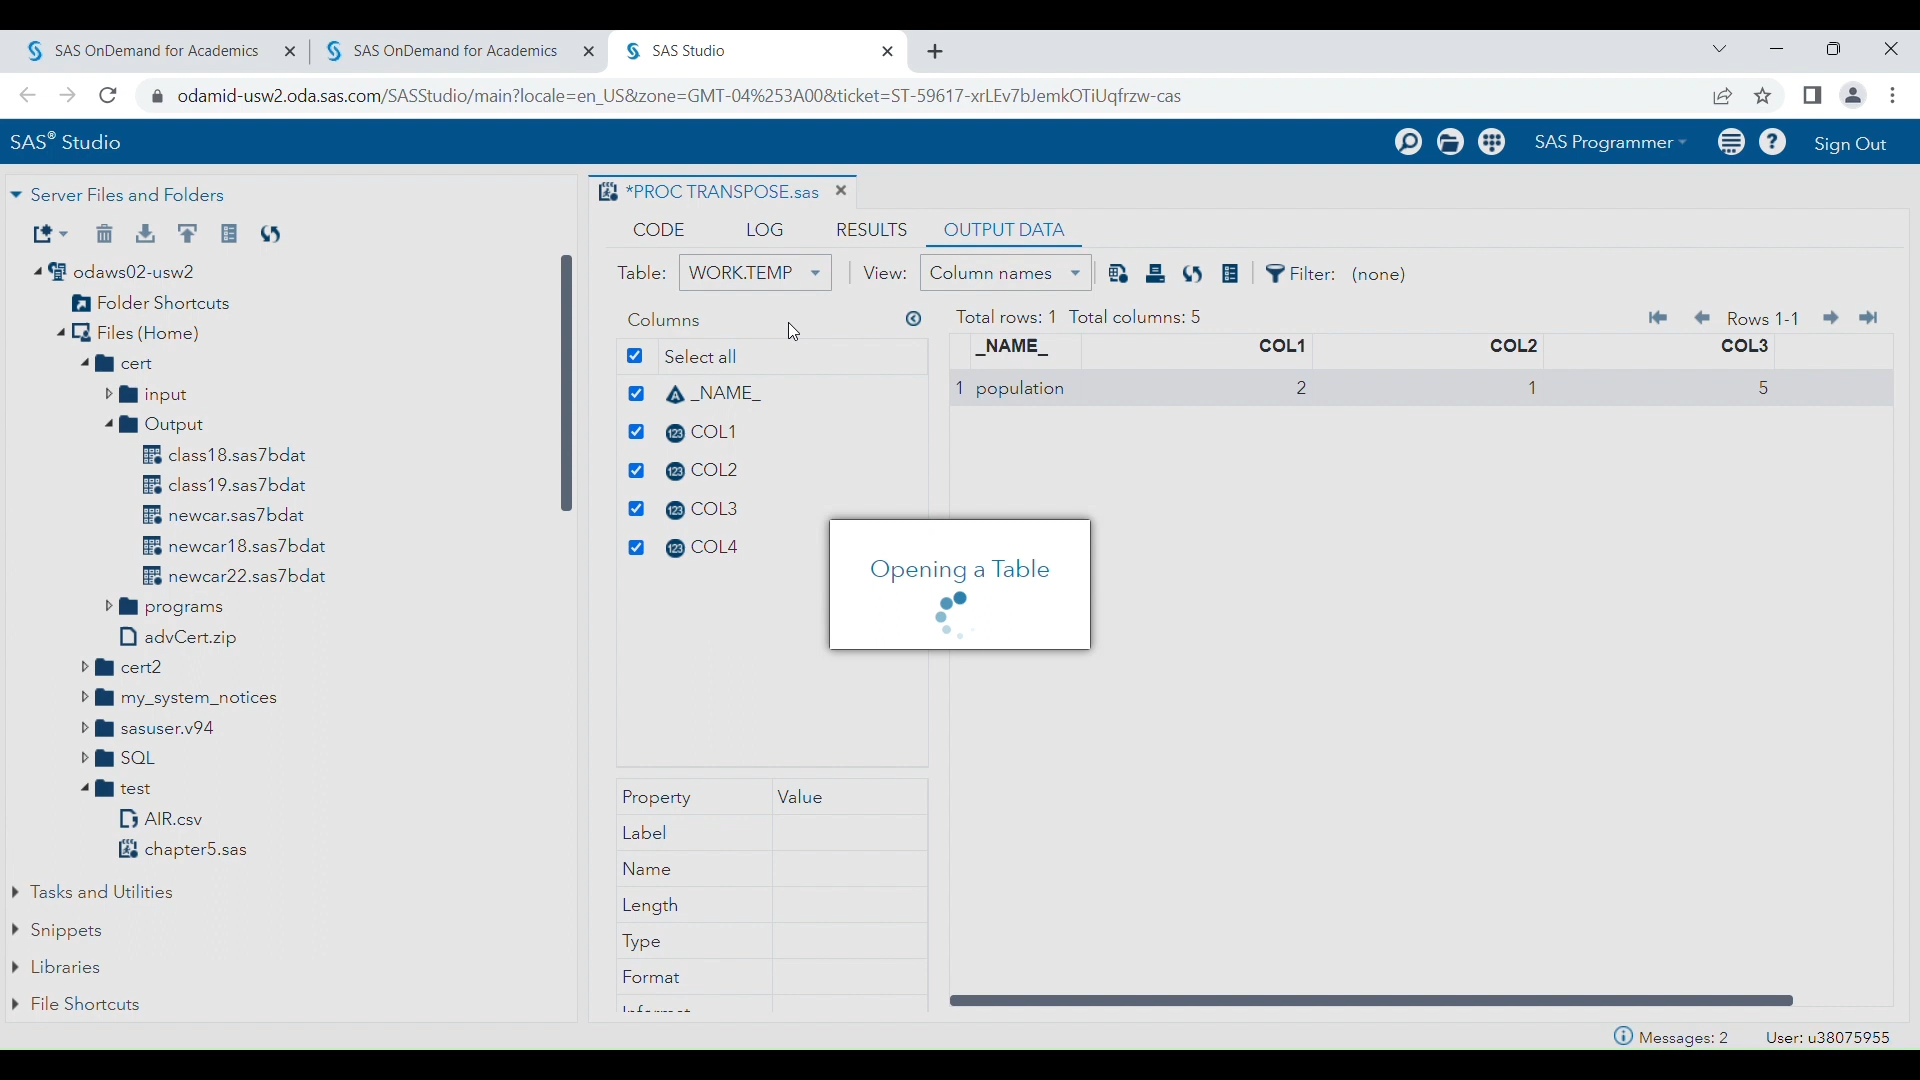 SAS OnDemand for Academics
SAS OnDemand for Academics
SAS Studio
odamid-usw2.oda.sas.com/SASStudio/main?locale=en_US&zone=GMT-04%253A00&ticket=ST-59617-xrLEv7bJemkOTiUqfrzw-cas
SAS® Studio
SAS Programmer
Sign Out
Server Files and Folders
odaws02-usw2
Folder Shortcuts
Files (Home)
cert
input
Output
class18.sas7bdat
class19.sas7bdat
newcar.sas7bdat
newcar18.sas7bdat
newcar22.sas7bdat
programs
advCert.zip
cert2
my_system_notices
sasuser.v94
SQL
test
AIR.csv
chapter5.sas
Tasks and Utilities
Snippets
Libraries
File Shortcuts
*PROC TRANSPOSE.sas
CODE LOG RESULTS OUTPUT DATA
Table: WORK.TEMP View: Column names Filter: (none)
Columns
Select all
_NAME_
COL1
COL2
COL3
COL4
Property Value
Label
Name
Length
Type
Format
Total rows: 1 Total columns: 5 Rows 1-1
_NAME_ COL1 COL2 COL3
1 population 2 1 5
Opening a Table
Messages: 2 User: u38075955